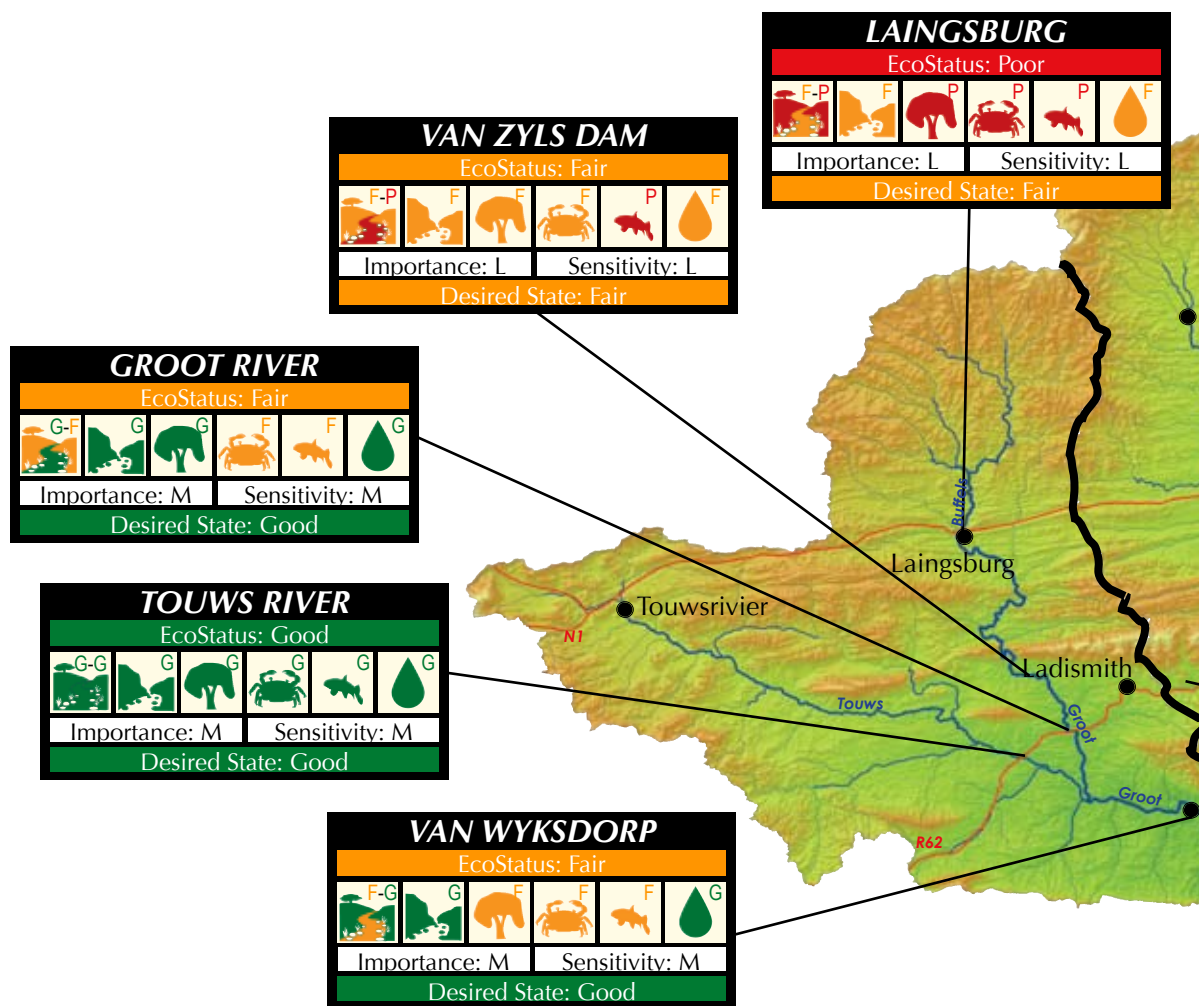 LAINGSBURG
EcoStatus: Poor
F-P F P P P F
Importance: L Sensitivity: L
Desired State: Fair
VAN ZYLS DAM
EcoStatus: Fair
F-P F F F P F
Importance: L Sensitivity: L
Desired State: Fair
GROOT RIVER
EcoStatus: Fair
G-F G G F F G
Importance: M Sensitivity: M
Desired State: Good
TOUWS RIVER
EcoStatus: Good
G-G G G G G G
Importance: M Sensitivity: M
Desired State: Good
VAN WYKSDORP
EcoStatus: Fair
F-G G F F F G
Importance: M Sensitivity: M
Desired State: Good
Buffels
Laingsburg
Touwsrivier
N1
Ladismith
Touws
Groot
Groot
R62